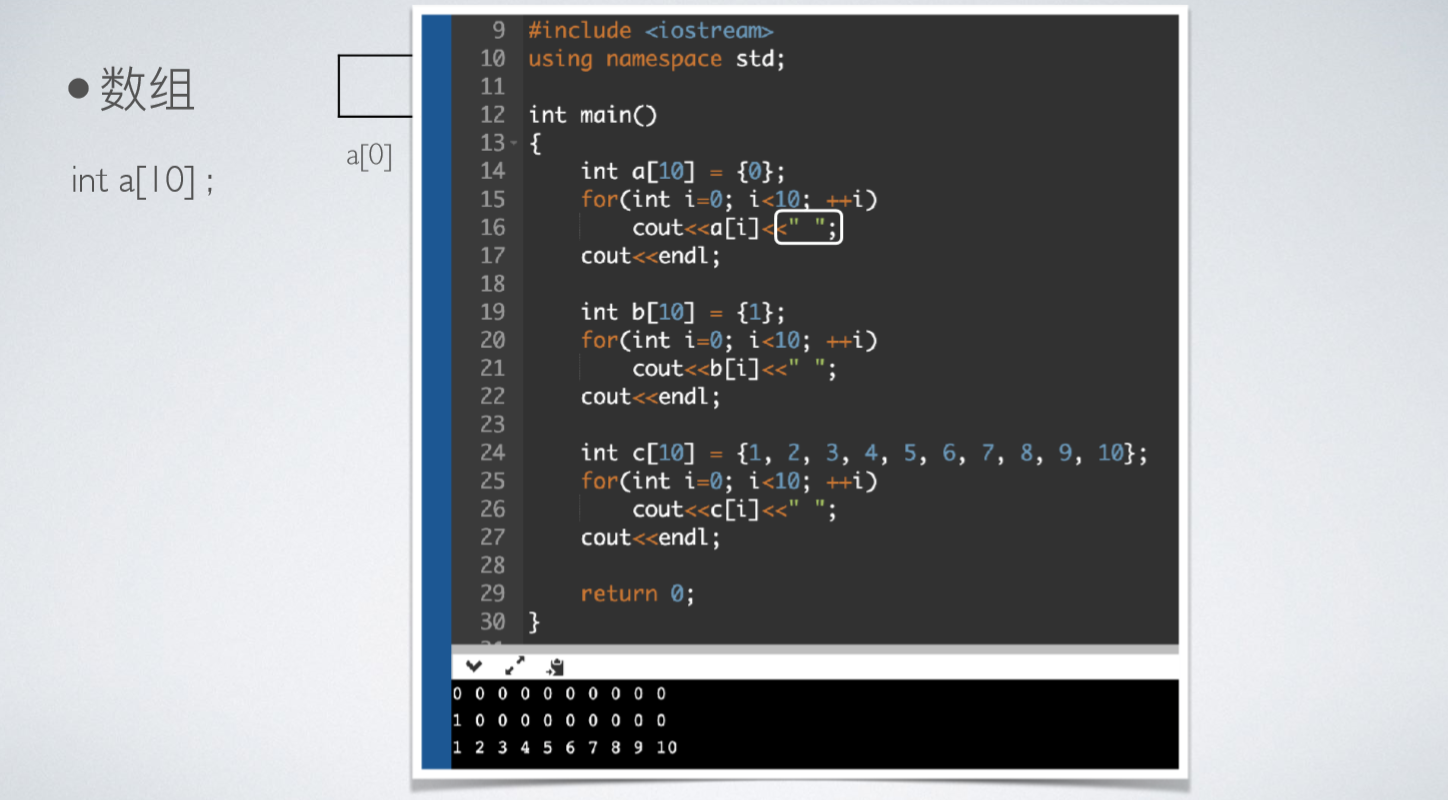 • 数组
int a[10] ;
a[0]
9 #include <iostream>
10 using namespace std;
11
12 int main()
13 {
14 int a[10] = {0};
15 for(int i=0; i<10; ++i)
16 cout<<a[i]<<" ";
17 cout<<endl;
18
19 int b[10] = {1};
20 for(int i=0; i<10; ++i)
21 cout<<b[i]<<" ";
22 cout<<endl;
23
24 int c[10] = {1, 2, 3, 4, 5, 6, 7, 8, 9, 10};
25 for(int i=0; i<10; ++i)
26 cout<<c[i]<<" ";
27 cout<<endl;
28
29 return 0;
30 }
0 0 0 0 0 0 0 0 0 0
1 0 0 0 0 0 0 0 0 0
1 2 3 4 5 6 7 8 9 10